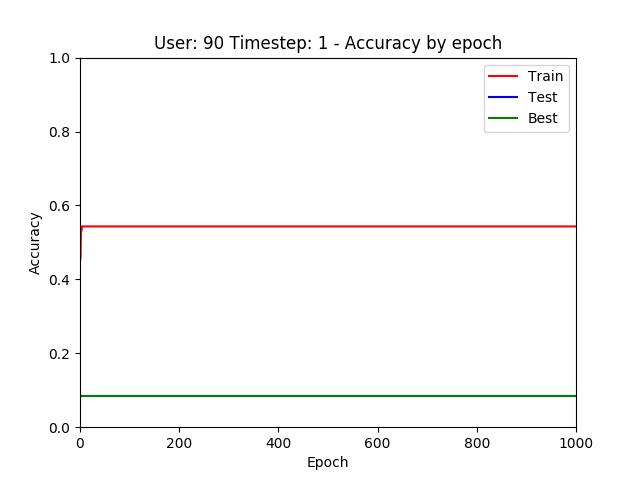 User: 90 Timestep: 1 - Accuracy by epoch
1.0
0.8
0.6
0.4
0.2
0.0
Accuracy
Train
Test
Best
0 200 400 600 800 1000
Epoch